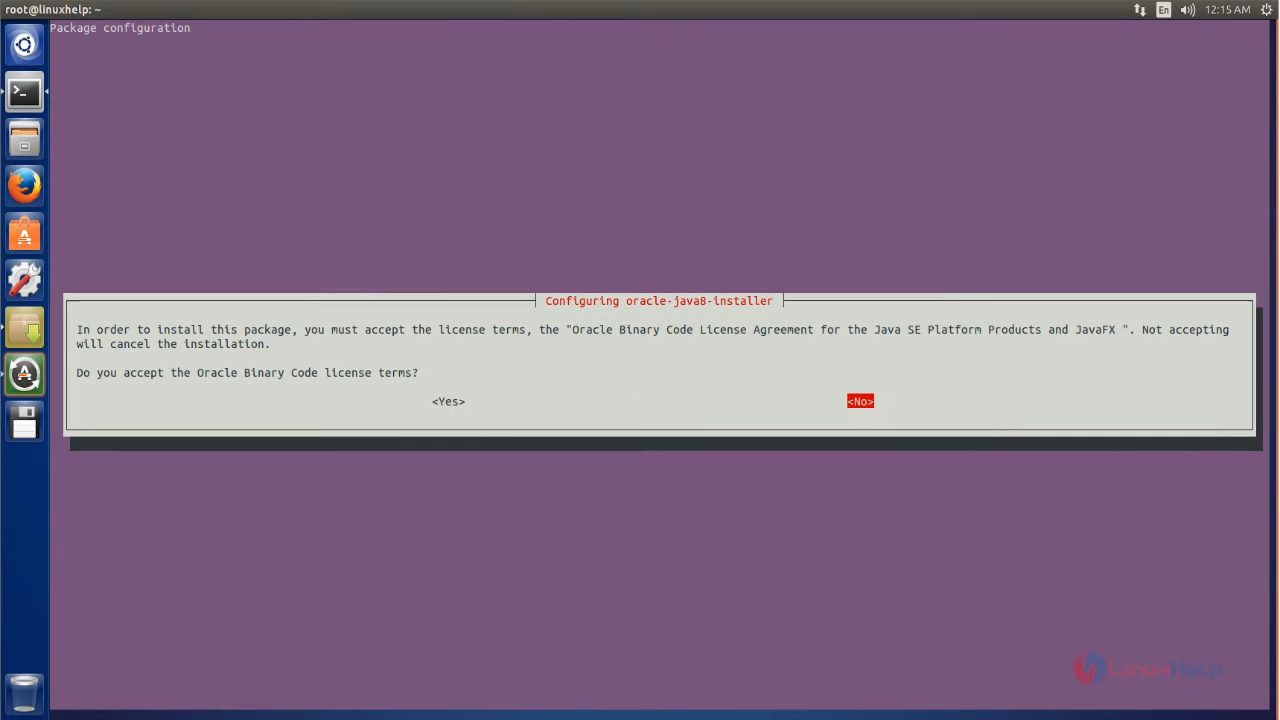 root@linuxhelp: ~
En
12:15 AM
Package configuration
Configuring oracle-java8-installer
In order to install this package, you must accept the license terms, the "Oracle Binary Code License Agreement for the Java SE Platform Products and JavaFX ". Not accepting
will cancel the installation.
Do you accept the Oracle Binary Code license terms?
<Yes>
<No>
LinuxHelp